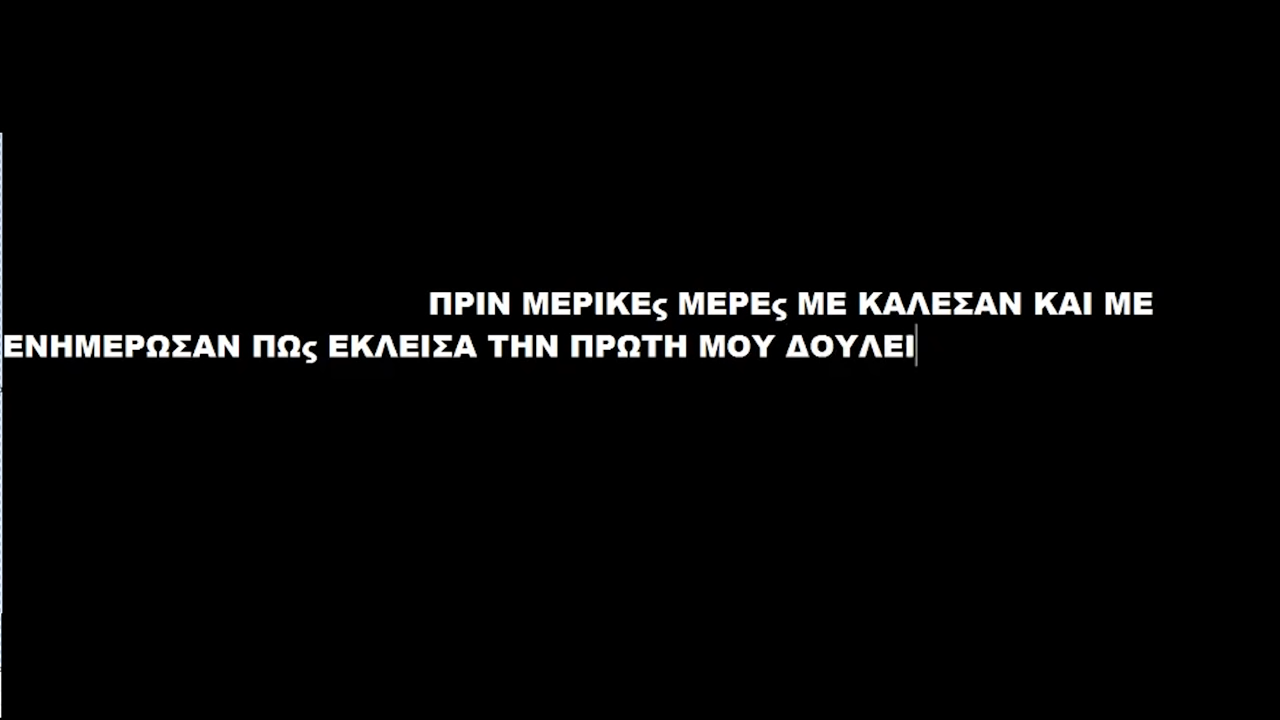 ΠΡΙΝ ΜΕΡΙΚΕς ΜΕΡΕς ΜΕ ΚΑΛΕΣΑΝ ΚΑΙ ΜΕ
ΕΝΗΜΕΡΩΣΑΝ ΠΩς ΕΚΛΕΙΣΑ ΤΗΝ ΠΡΩΤΗ ΜΟΥ ΔΟΥΛΕΙ